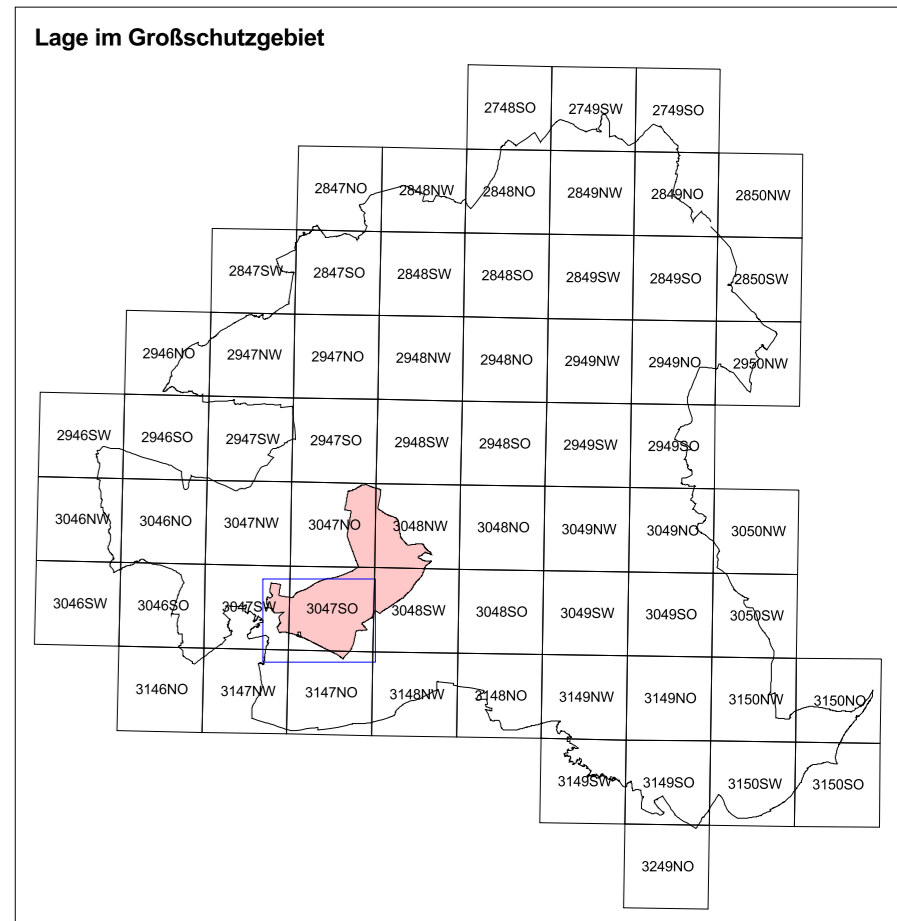 Lage im Großschutzgebiet
2748SO 2749SW 2749SO
2847NO 2848NW 2848NO 2849NW 2849NO 2850NW
2847SW 2847SO 2848SW 2848SO 2849SW 2849SO 2850SW
2946NO 2947NW 2947NO 2948NW 2948NO 2949NW 2949NO 2950NW
2946SW 2946SO 2947SW 2947SO 2948SW 2948SO 2949SW 2949SO
3046NW 3046NO 3047NW 3047NO 3048NW 3048NO 3049NW 3049NO 3050NW
3046SW 3046SO 3047SW 3047SO 3048SW 3048SO 3049SW 3049SO 3050SW
3146NO 3147NW 3147NO 3148NW 3148NO 3149NW 3149NO 3150NW 3150NO
3149SW 3149SO 3150SW 3150SO
3249NO